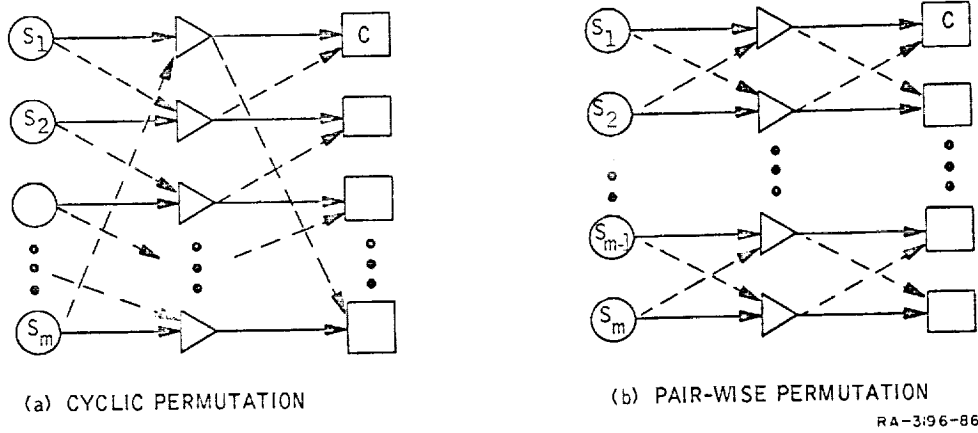 S1
C
S2
Sm
(a) CYCLIC PERMUTATION
S1
C
S2
Sm-1
Sm
(b) PAIR-WISE PERMUTATION
RA-3196-86